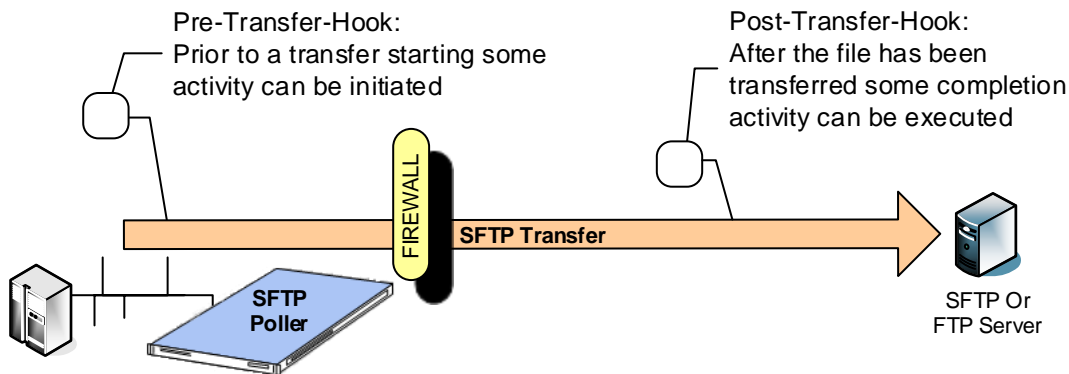 Pre-Transfer-Hook:
Prior to a transfer starting some
activity can be initiated
Post-Transfer-Hook:
After the file has been
transferred some completion
activity can be executed
FIREWALL
SFTP Transfer
SFTP
Poller
SFTP Or
FTP Server